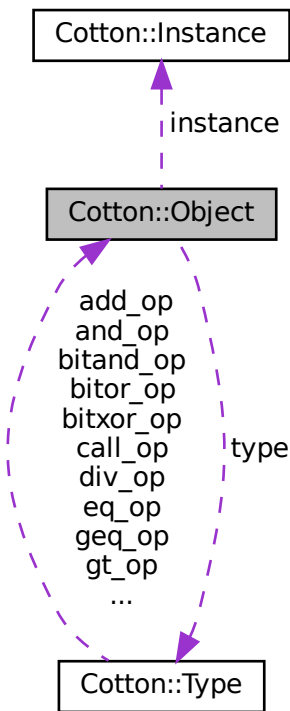 Cotton::Instance
instance
Cotton::Object
add_op
and_op
bitand_op
bitor_op
bitxor_op
call_op
div_op
eq_op
geq_op
gt_op
...
type
Cotton::Type